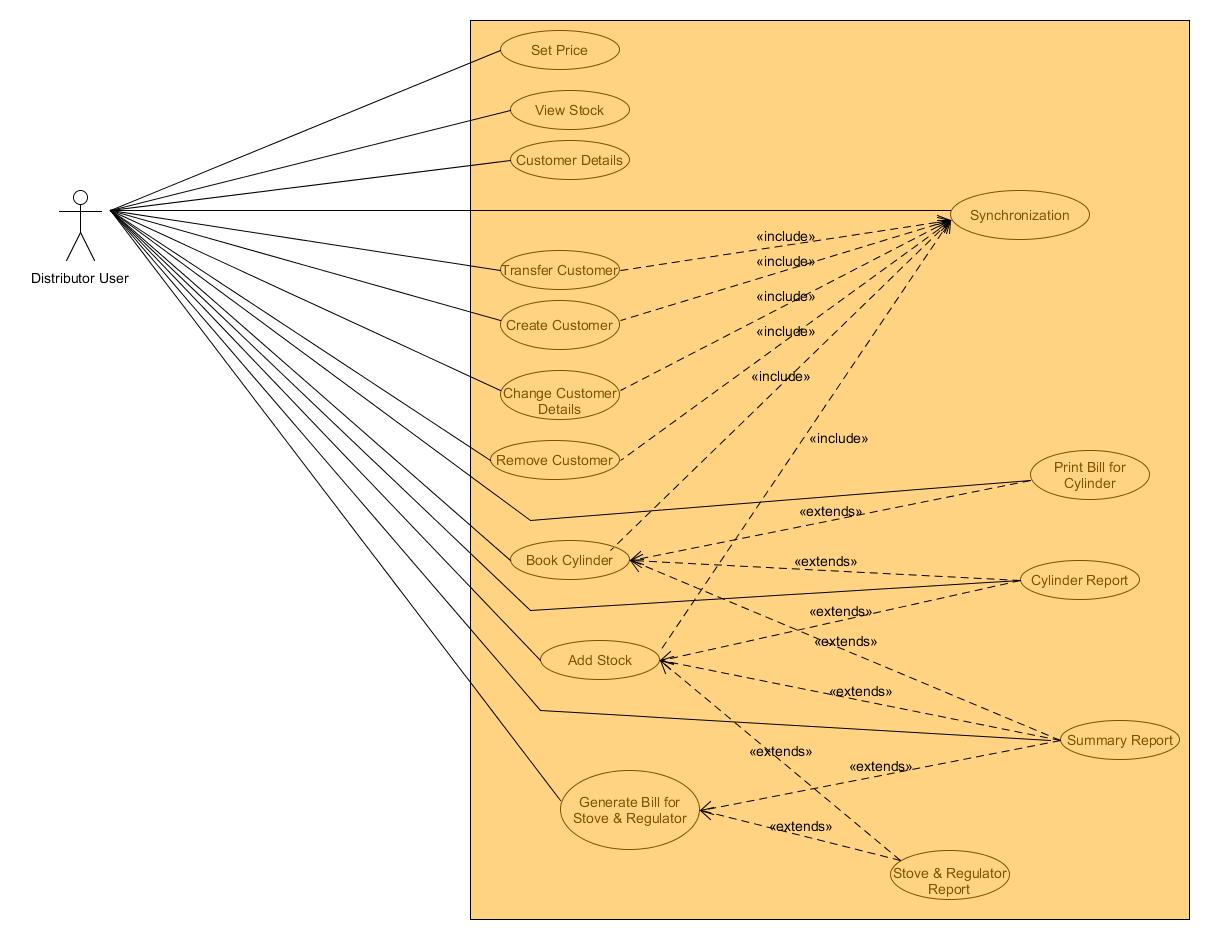 Set Price
View Stock
Customer Details
Distributor User
Synchronization
«include»
Transfer Customer
«include»
Create Customer
«include»
«include»
Change Customer
Details
«include»
«include»
Remove Customer
Print Bill for
Cylinder
«extends»
Book Cylinder
«extends»
Cylinder Report
«extends»
«extends»
Add Stock
«extends»
Summary Report
«extends»
«extends»
Generate Bill for
Stove & Regulator
«extends»
Stove & Regulator
Report